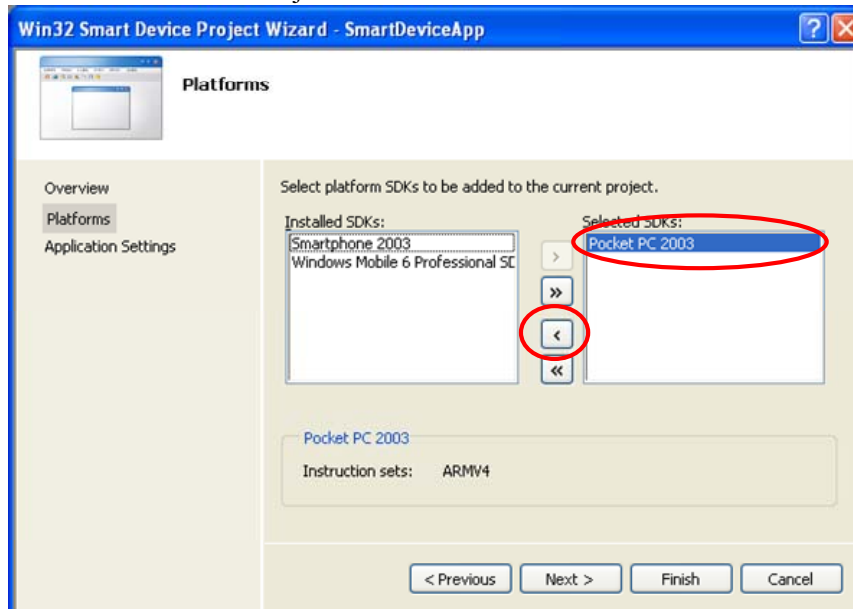 Win32 Smart Device Project Wizard - SmartDeviceApp
Platforms
Overview
Platforms
Application Settings
Select platform SDKs to be added to the current project.
Installed SDKs:
Smartphone 2003
Windows Mobile 6 Professional SD
Selected SDKs:
Pocket PC 2003
>
»
<
«
Pocket PC 2003
Instruction sets: ARMV4
< Previous
Next >
Finish
Cancel